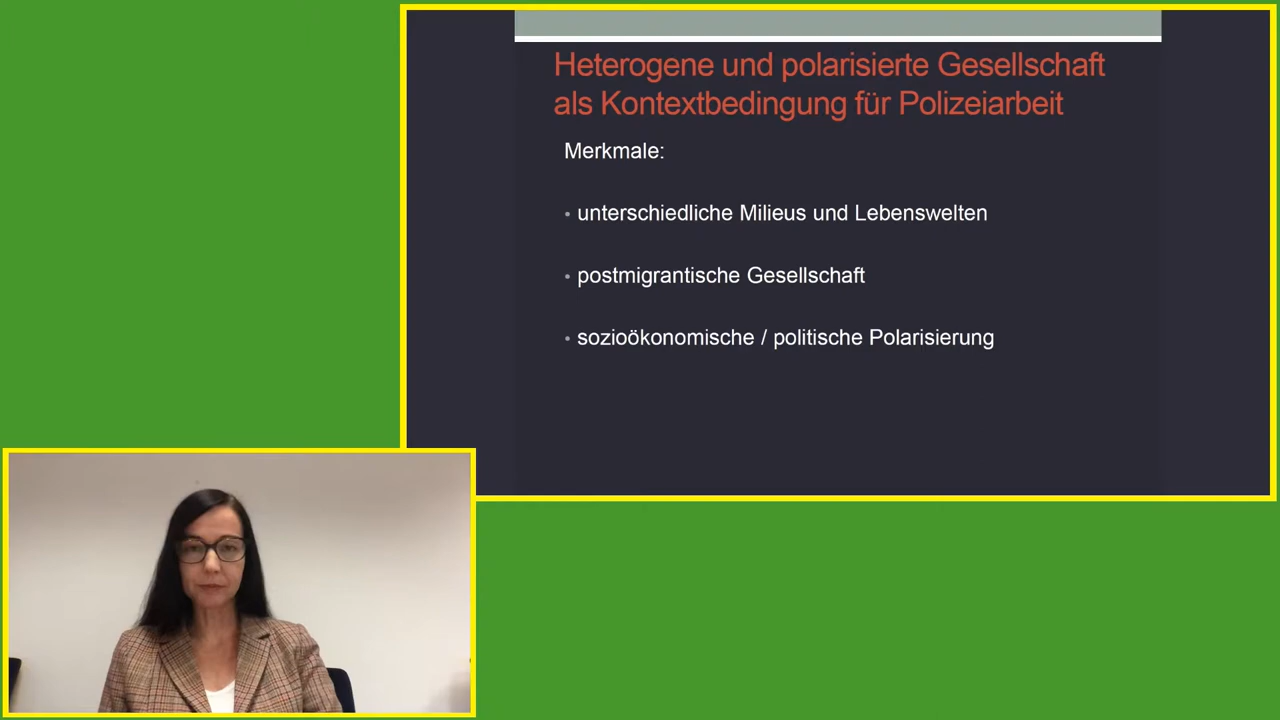 Heterogene und polarisierte Gesellschaft
als Kontextbedingung für Polizeiarbeit
Merkmale:
• unterschiedliche Milieus und Lebenswelten
• postmigrantische Gesellschaft
• sozioökonomische / politische Polarisierung